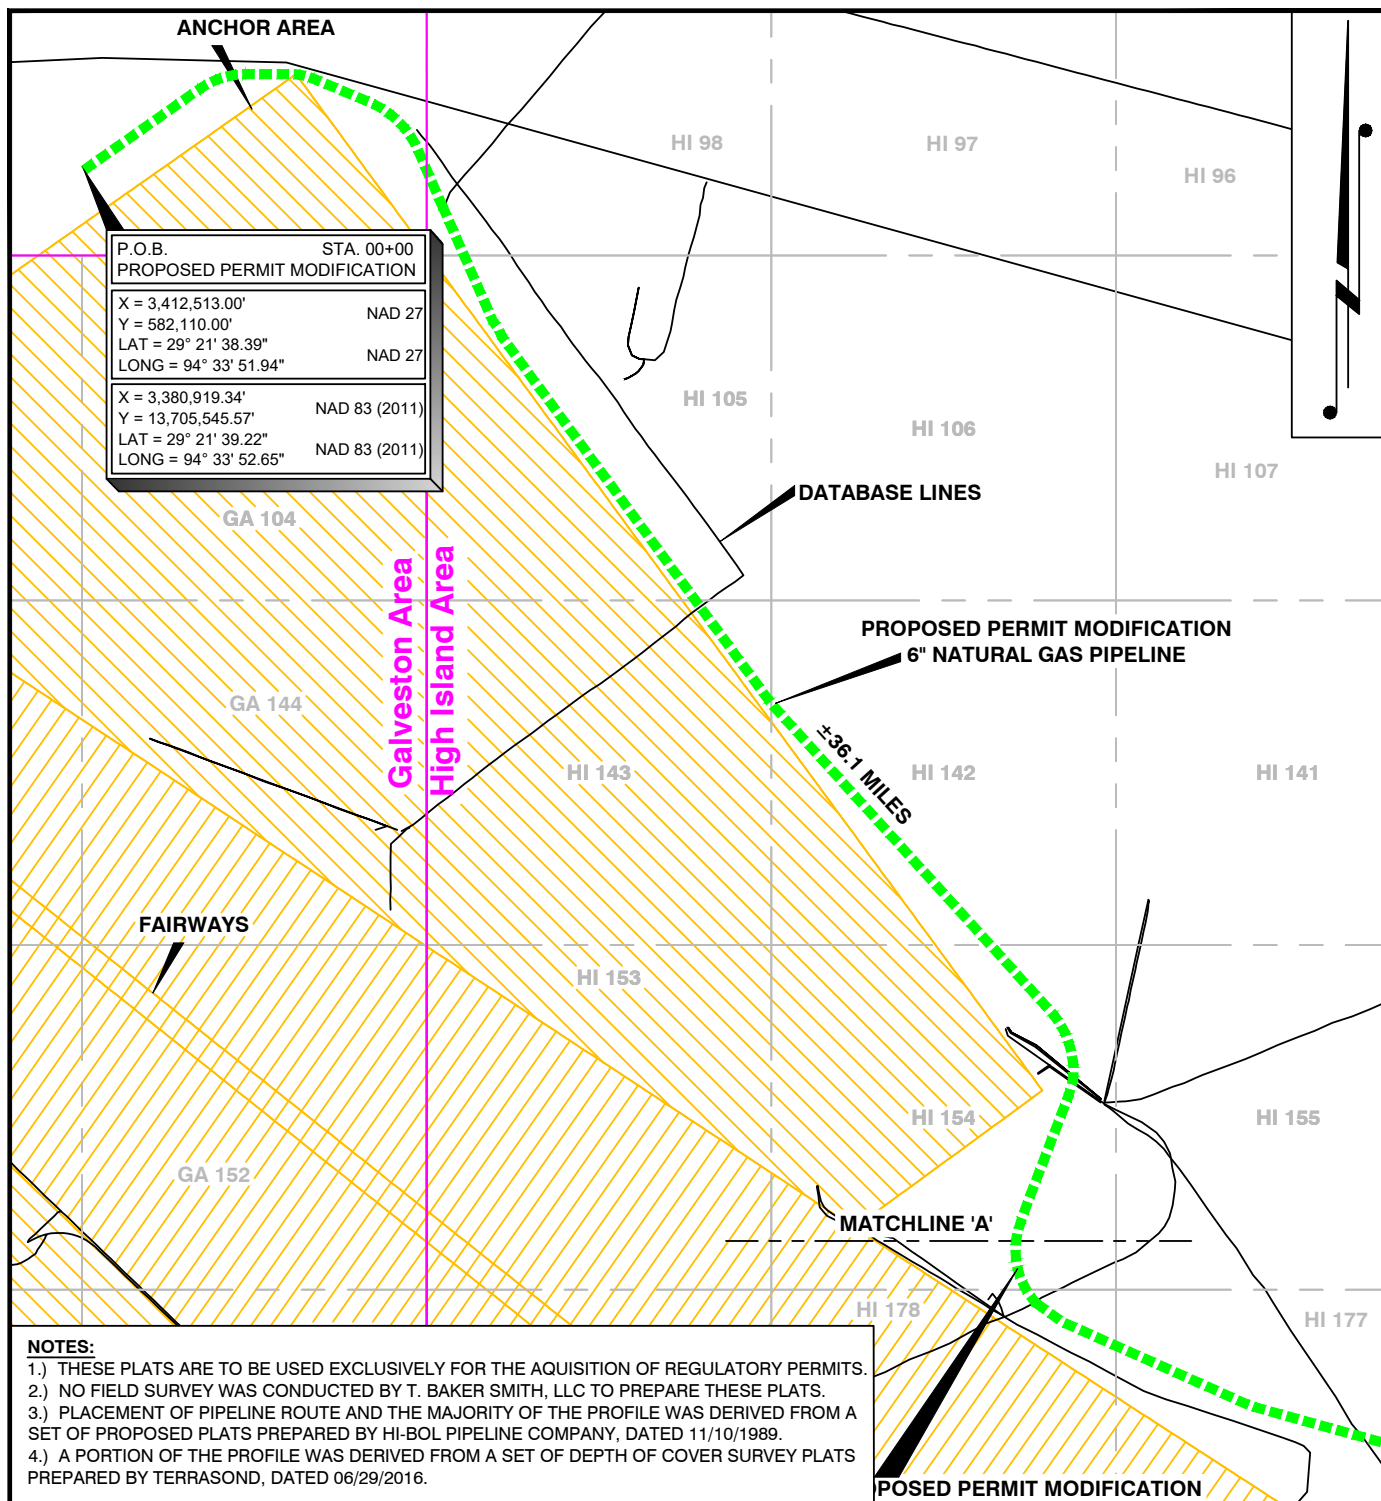 ANCHOR AREA
HI 98
HI 97
HI 96
P.O.B. STA. 00+00
PROPOSED PERMIT MODIFICATION
X = 3,412,513.00'
Y = 582,110.00'
NAD 27
LAT = 29° 21' 38.39"
LONG = 94° 33' 51.94"
NAD 27
X = 3,380,919.34'
Y = 13,705,545.57'
NAD 83 (2011)
LAT = 29° 21' 39.22"
LONG = 94° 33' 52.65"
NAD 83 (2011)
HI 105
HI 106
HI 107
DATABASE LINES
GA 104
Galveston Area
High Island Area
PROPOSED PERMIT MODIFICATION
6" NATURAL GAS PIPELINE
GA 144
±36.1 MILES
HI 143
HI 142
HI 141
FAIRWAYS
HI 153
HI 154
HI 155
GA 152
MATCHLINE 'A'
HI 178
HI 177
NOTES:
1.) THESE PLATS ARE TO BE USED EXCLUSIVELY FOR THE AQUISITION OF REGULATORY PERMITS.
2.) NO FIELD SURVEY WAS CONDUCTED BY T. BAKER SMITH, LLC TO PREPARE THESE PLATS.
3.) PLACEMENT OF PIPELINE ROUTE AND THE MAJORITY OF THE PROFILE WAS DERIVED FROM A
SET OF PROPOSED PLATS PREPARED BY HI-BOL PIPELINE COMPANY, DATED 11/10/1989.
4.) A PORTION OF THE PROFILE WAS DERIVED FROM A SET OF DEPTH OF COVER SURVEY PLATS
PREPARED BY TERRASOND, DATED 06/29/2016.
POSED PERMIT MODIFICATION